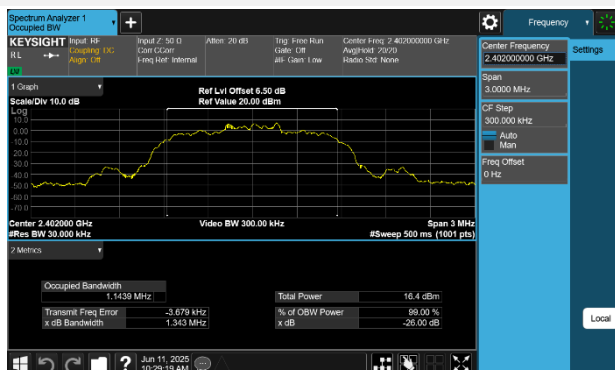 Spectrum Analyzer 1
Occupied BW
Frequency
KEYSIGHT
RL
Input: RF
Coupling: DC
Align: Off
Input Z: 50 Ω
Corr CCorr
Freq Ref: Internal
Atten: 20 dB
Trig: Free Run
Gate: Off
#IF Gain: Low
Center Freq: 2.402000000 GHz
Avg|Hold: 20/20
Radio Std: None
Center Frequency
2.402000000 GHz
Settings
Span
3.0000 MHz
CF Step
300.000 kHz
Auto
Man
Freq Offset
0 Hz
1 Graph
Scale/Div 10.0 dB
Ref Lvl Offset 6.50 dB
Ref Value 20.00 dBm
Log
10.0
0.00
-10.0
-20.0
-30.0
-40.0
-50.0
-60.0
-70.0
Center 2.402000 GHz
#Res BW 30.000 kHz
Video BW 300.00 kHz
Span 3 MHz
#Sweep 500 ms (1001 pts)
2 Metrics
Occupied Bandwidth
1.1439 MHz
Total Power
16.4 dBm
Transmit Freq Error
-3.679 kHz
% of OBW Power
99.00 %
x dB Bandwidth
1.343 MHz
x dB
-26.00 dB
Local
?
Jun 11, 2025
10:29:19 AM